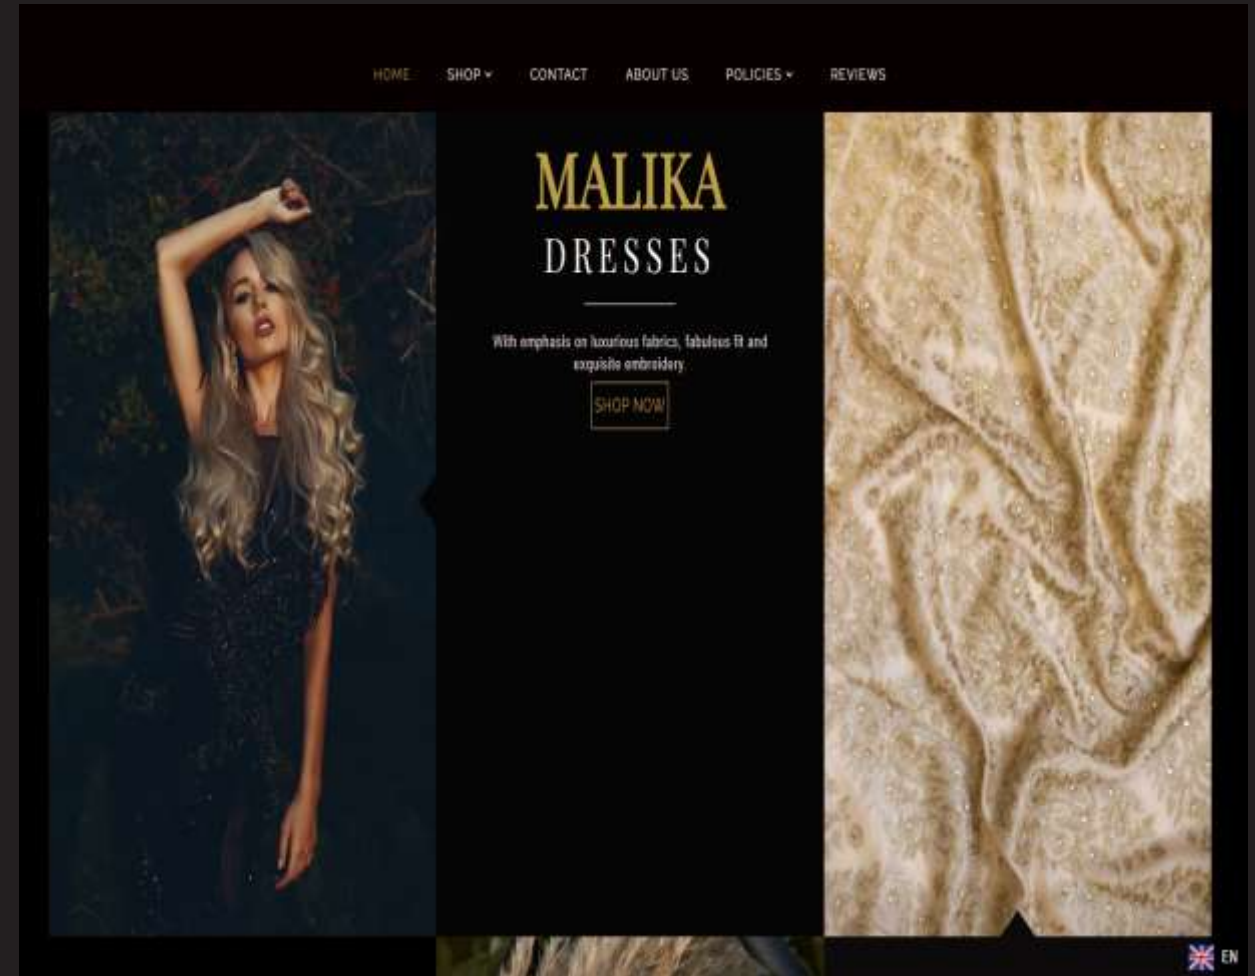 HOME SHOP CONTACT ABOUT US POLICIES REVIEWS
MALIKA
DRESSES
With emphasis on luxurious fabrics, fabulous fit and
exquisite embroidery
SHOP NOW
EN